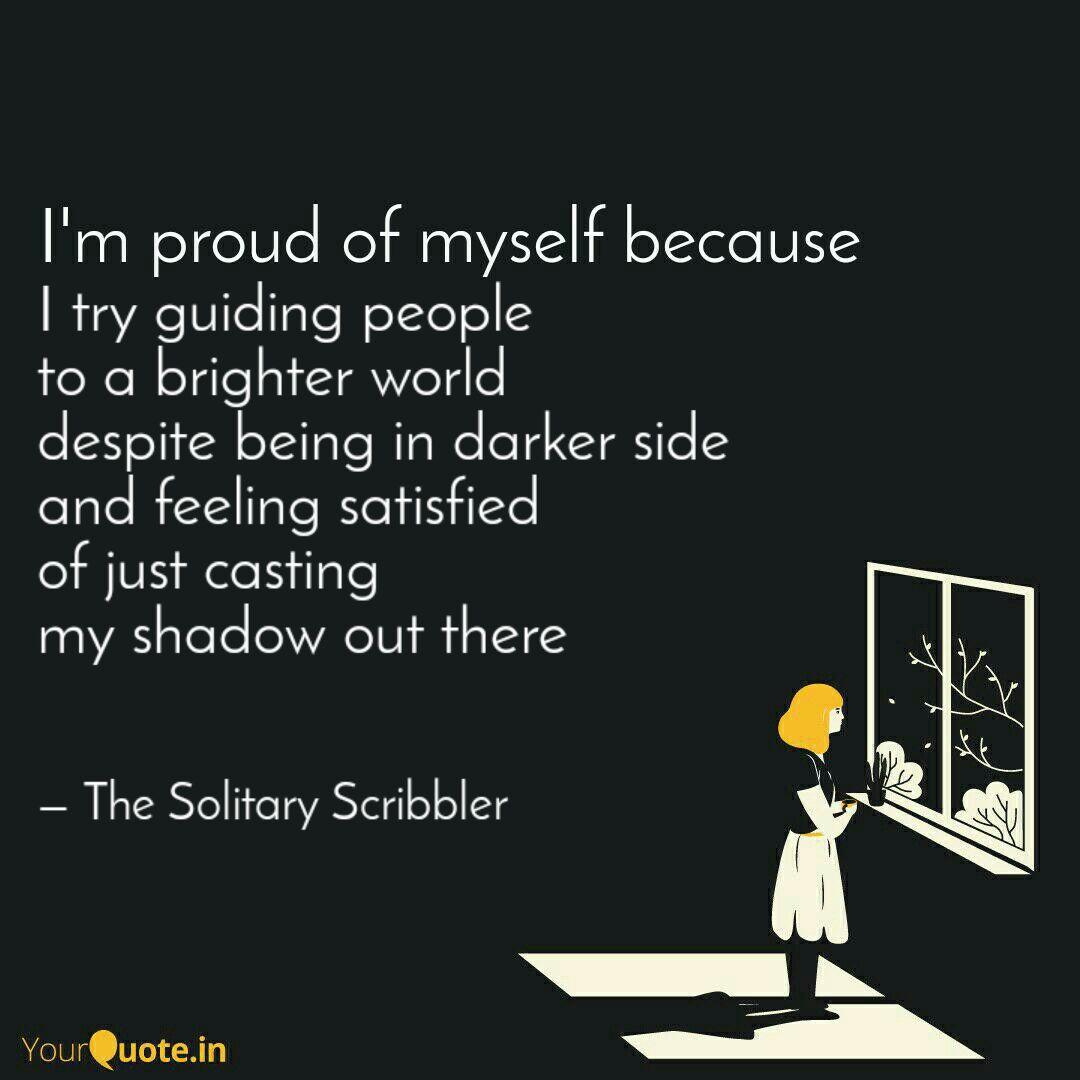 I'm proud of myself because
I try guiding people
to a brighter world
despite being in darker side
and feeling satisfied
of just casting
my shadow out there
– The Solitary Scribbler
YourQuote.in